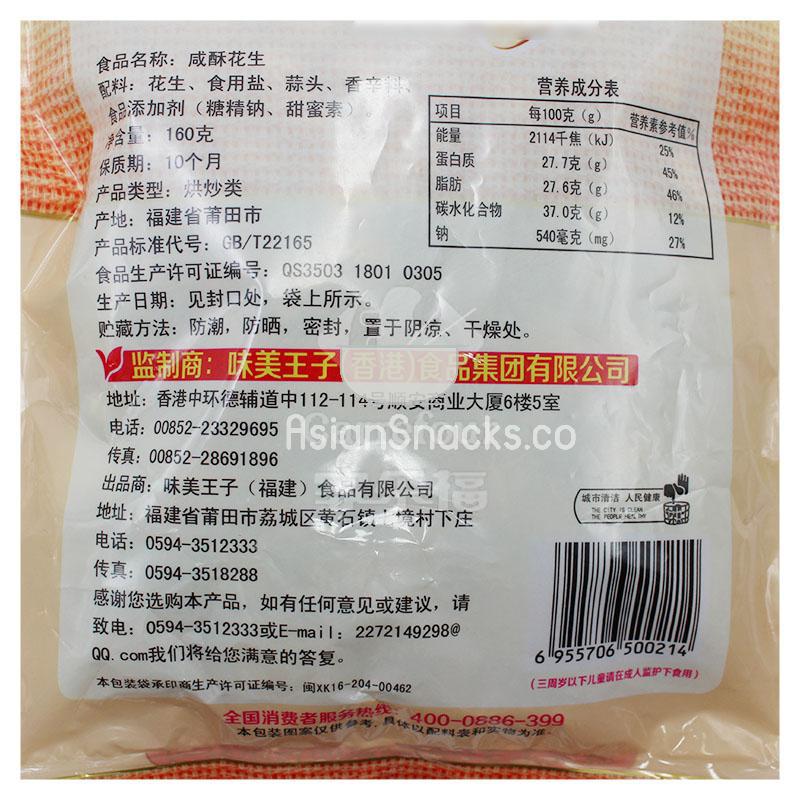 食品名称：咸酥花生
配料：花生、食用盐、蒜头、香辛料、
食品添加剂（糖精钠、甜蜜素）。
净含量：160克
保质期：10个月
产品类型：烘炒类
产地：福建省莆田市
产品标准代号：GB/T22165
食品生产许可证编号：QS3503 1801 0305
生产日期：见封口处，袋上所示。
贮藏方法：防潮，防晒，密封，置于阴凉、干燥处。
营养成分表
项目 每100克（g） 营养素参考值%
能量 2114千焦（kJ） 25%
蛋白质 27.7克（g） 45%
脂肪 27.6克（g） 46%
碳水化合物 37.0克（g） 12%
钠 540毫克（mg） 27%
监制商：味美王子（香港）食品集团有限公司
地址：香港中环德辅道中112-114号顺安商业大厦6楼5室
电话：00852-23329695
AsianSnacks.co
传真：00852-28691896
出品商：味美王子（福建）食品有限公司
地址：福建省莆田市荔城区黄石镇上境村下庄
电话：0594-3512333
传真：0594-3518288
感谢您选购本产品，如有任何意见或建议，请
致电：0594-3512333或E-mail：2272149298@
QQ.com我们将给您满意的答复。
本包装袋承印商生产许可证编号：闽XK16-204-00462
城市清洁 人民健康
THE CITY IS CLEAN
THE PEOPLE HEALTHY
6 955706 500214
（三周岁以下儿童请在成人监护下食用）
全国消费者服务热线：400-0886-399
本包装图案仅供参考，具体以配料表和实物为准。